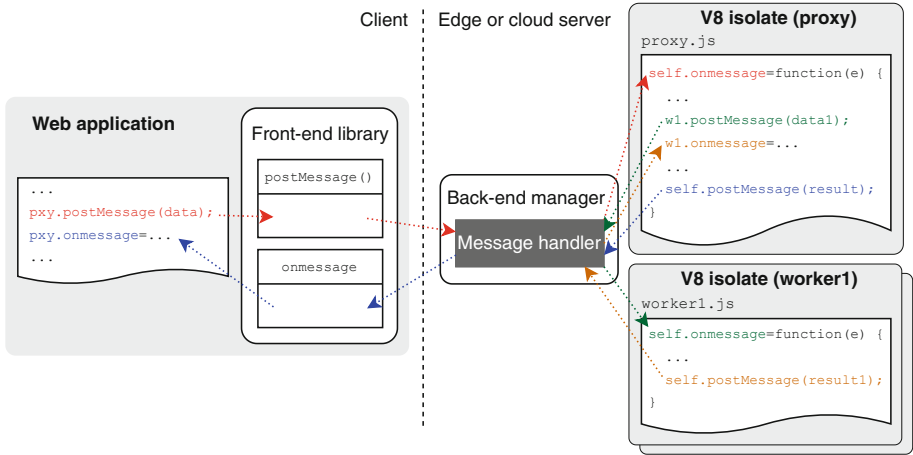 Client
Edge or cloud server
Web application
...
pxy.postMessage(data);
pxy.onmessage=...
...
Front-end library
postMessage()
onmessage
Back-end manager
Message handler
V8 isolate (proxy)
proxy.js
self.onmessage=function(e) {
...
w1.postMessage(data1);
w1.onmessage=...
...
self.postMessage(result);
}
V8 isolate (worker1)
worker1.js
self.onmessage=function(e) {
...
self.postMessage(result1);
}